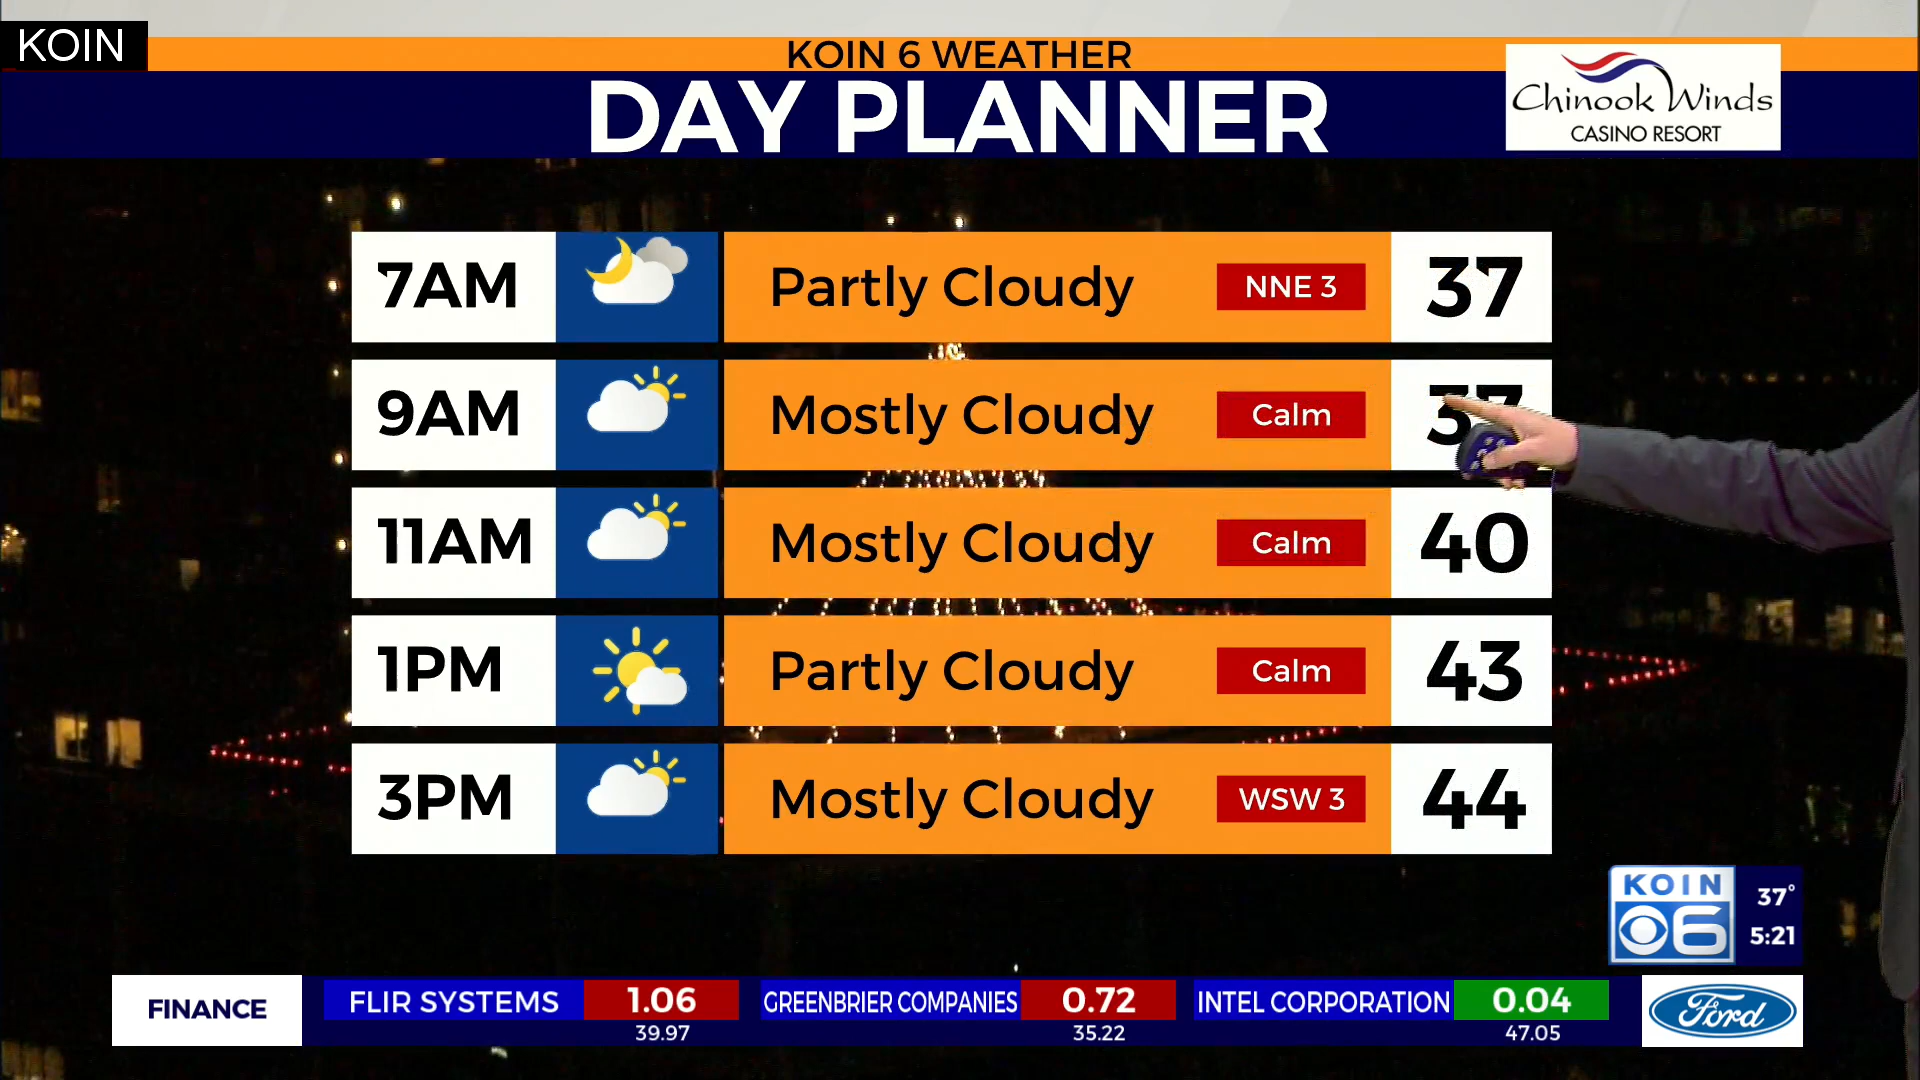 KOIN
KOIN 6 WEATHER
DAY PLANNER
Chinook Winds
CASINO RESORT
7AM Partly Cloudy NNE 3 37
9AM Mostly Cloudy Calm 37
11AM Mostly Cloudy Calm 40
1PM Partly Cloudy Calm 43
3PM Mostly Cloudy WSW 3 44
KOIN 37°
6 5:21
FINANCE
FLIR SYSTEMS 1.06
39.97
GREENBRIER COMPANIES 0.72
35.22
INTEL CORPORATION 0.04
47.05
Ford